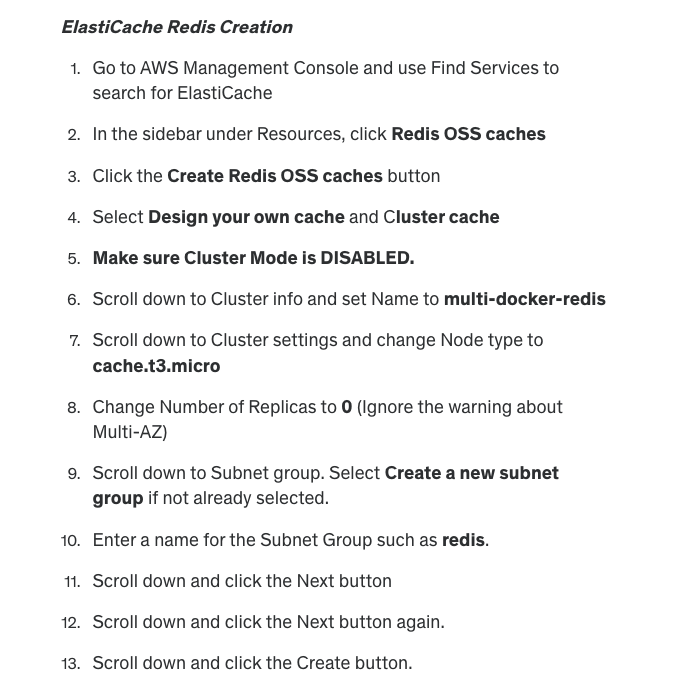 ElastiCache Redis Creation
1. Go to AWS Management Console and use Find Services to
search for ElastiCache
2. In the sidebar under Resources, click Redis OSS caches
3. Click the Create Redis OSS caches button
4. Select Design your own cache and Cluster cache
5. Make sure Cluster Mode is DISABLED.
6. Scroll down to Cluster info and set Name to multi-docker-redis
7. Scroll down to Cluster settings and change Node type to
cache.t3.micro
8. Change Number of Replicas to 0 (Ignore the warning about
Multi-AZ)
9. Scroll down to Subnet group. Select Create a new subnet
group if not already selected.
10. Enter a name for the Subnet Group such as redis.
11. Scroll down and click the Next button
12. Scroll down and click the Next button again.
13. Scroll down and click the Create button.